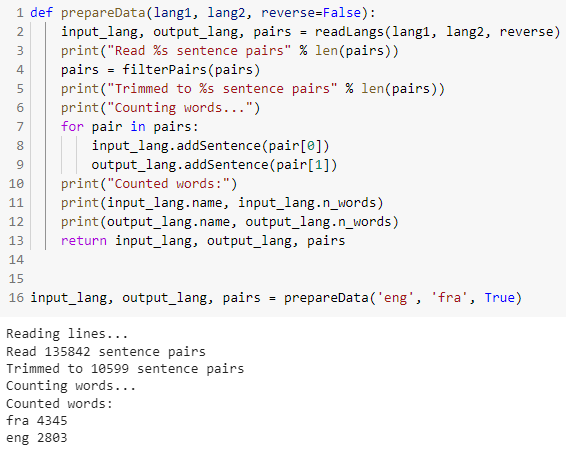 1 def prepareData(lang1, lang2, reverse=False):
2     input_lang, output_lang, pairs = readLangs(lang1, lang2, reverse)
3     print("Read %s sentence pairs" % len(pairs))
4     pairs = filterPairs(pairs)
5     print("Trimmed to %s sentence pairs" % len(pairs))
6     print("Counting words...")
7     for pair in pairs:
8         input_lang.addSentence(pair[0])
9         output_lang.addSentence(pair[1])
10     print("Counted words:")
11     print(input_lang.name, input_lang.n_words)
12     print(output_lang.name, output_lang.n_words)
13     return input_lang, output_lang, pairs
14
15
16 input_lang, output_lang, pairs = prepareData('eng', 'fra', True)
Reading lines...
Read 135842 sentence pairs
Trimmed to 10599 sentence pairs
Counting words...
Counted words:
fra 4345
eng 2803